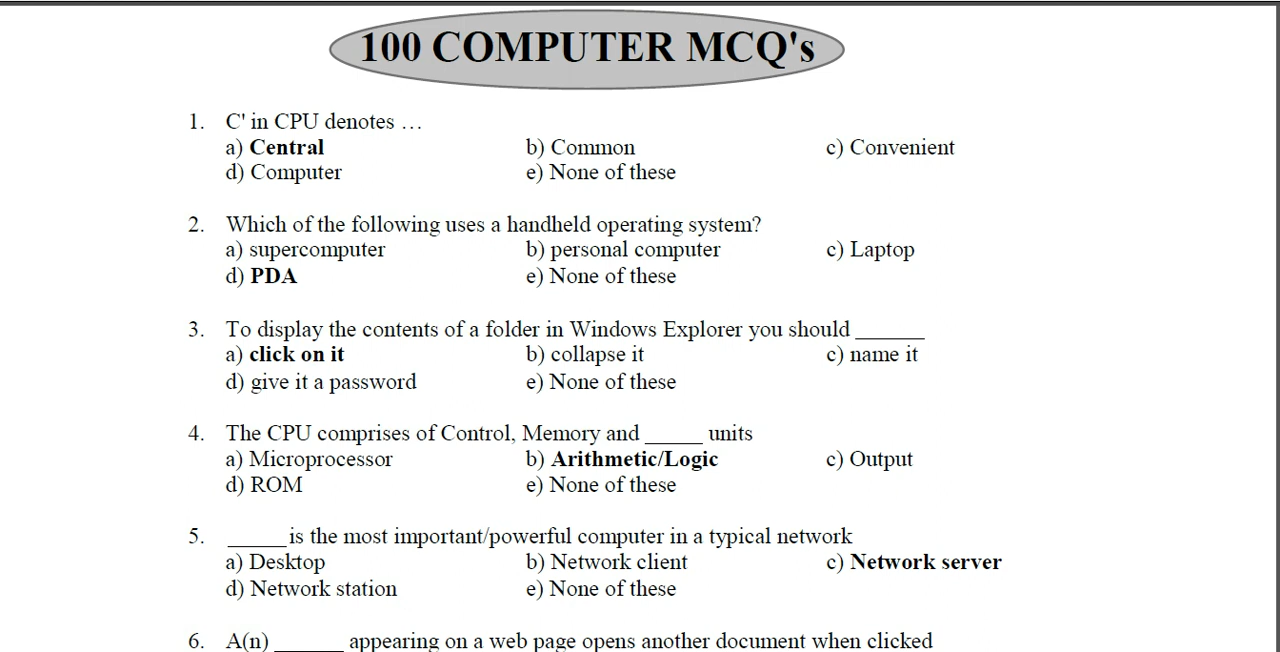 100 COMPUTER MCQ's
1. C' in CPU denotes …
a) Central b) Common c) Convenient
d) Computer e) None of these
2. Which of the following uses a handheld operating system?
a) supercomputer b) personal computer c) Laptop
d) PDA e) None of these
3. To display the contents of a folder in Windows Explorer you should ______
a) click on it b) collapse it c) name it
d) give it a password e) None of these
4. The CPU comprises of Control, Memory and _____ units
a) Microprocessor b) Arithmetic/Logic c) Output
d) ROM e) None of these
5. _____ is the most important/powerful computer in a typical network
a) Desktop b) Network client c) Network server
d) Network station e) None of these
6. A(n) ______ appearing on a web page opens another document when clicked